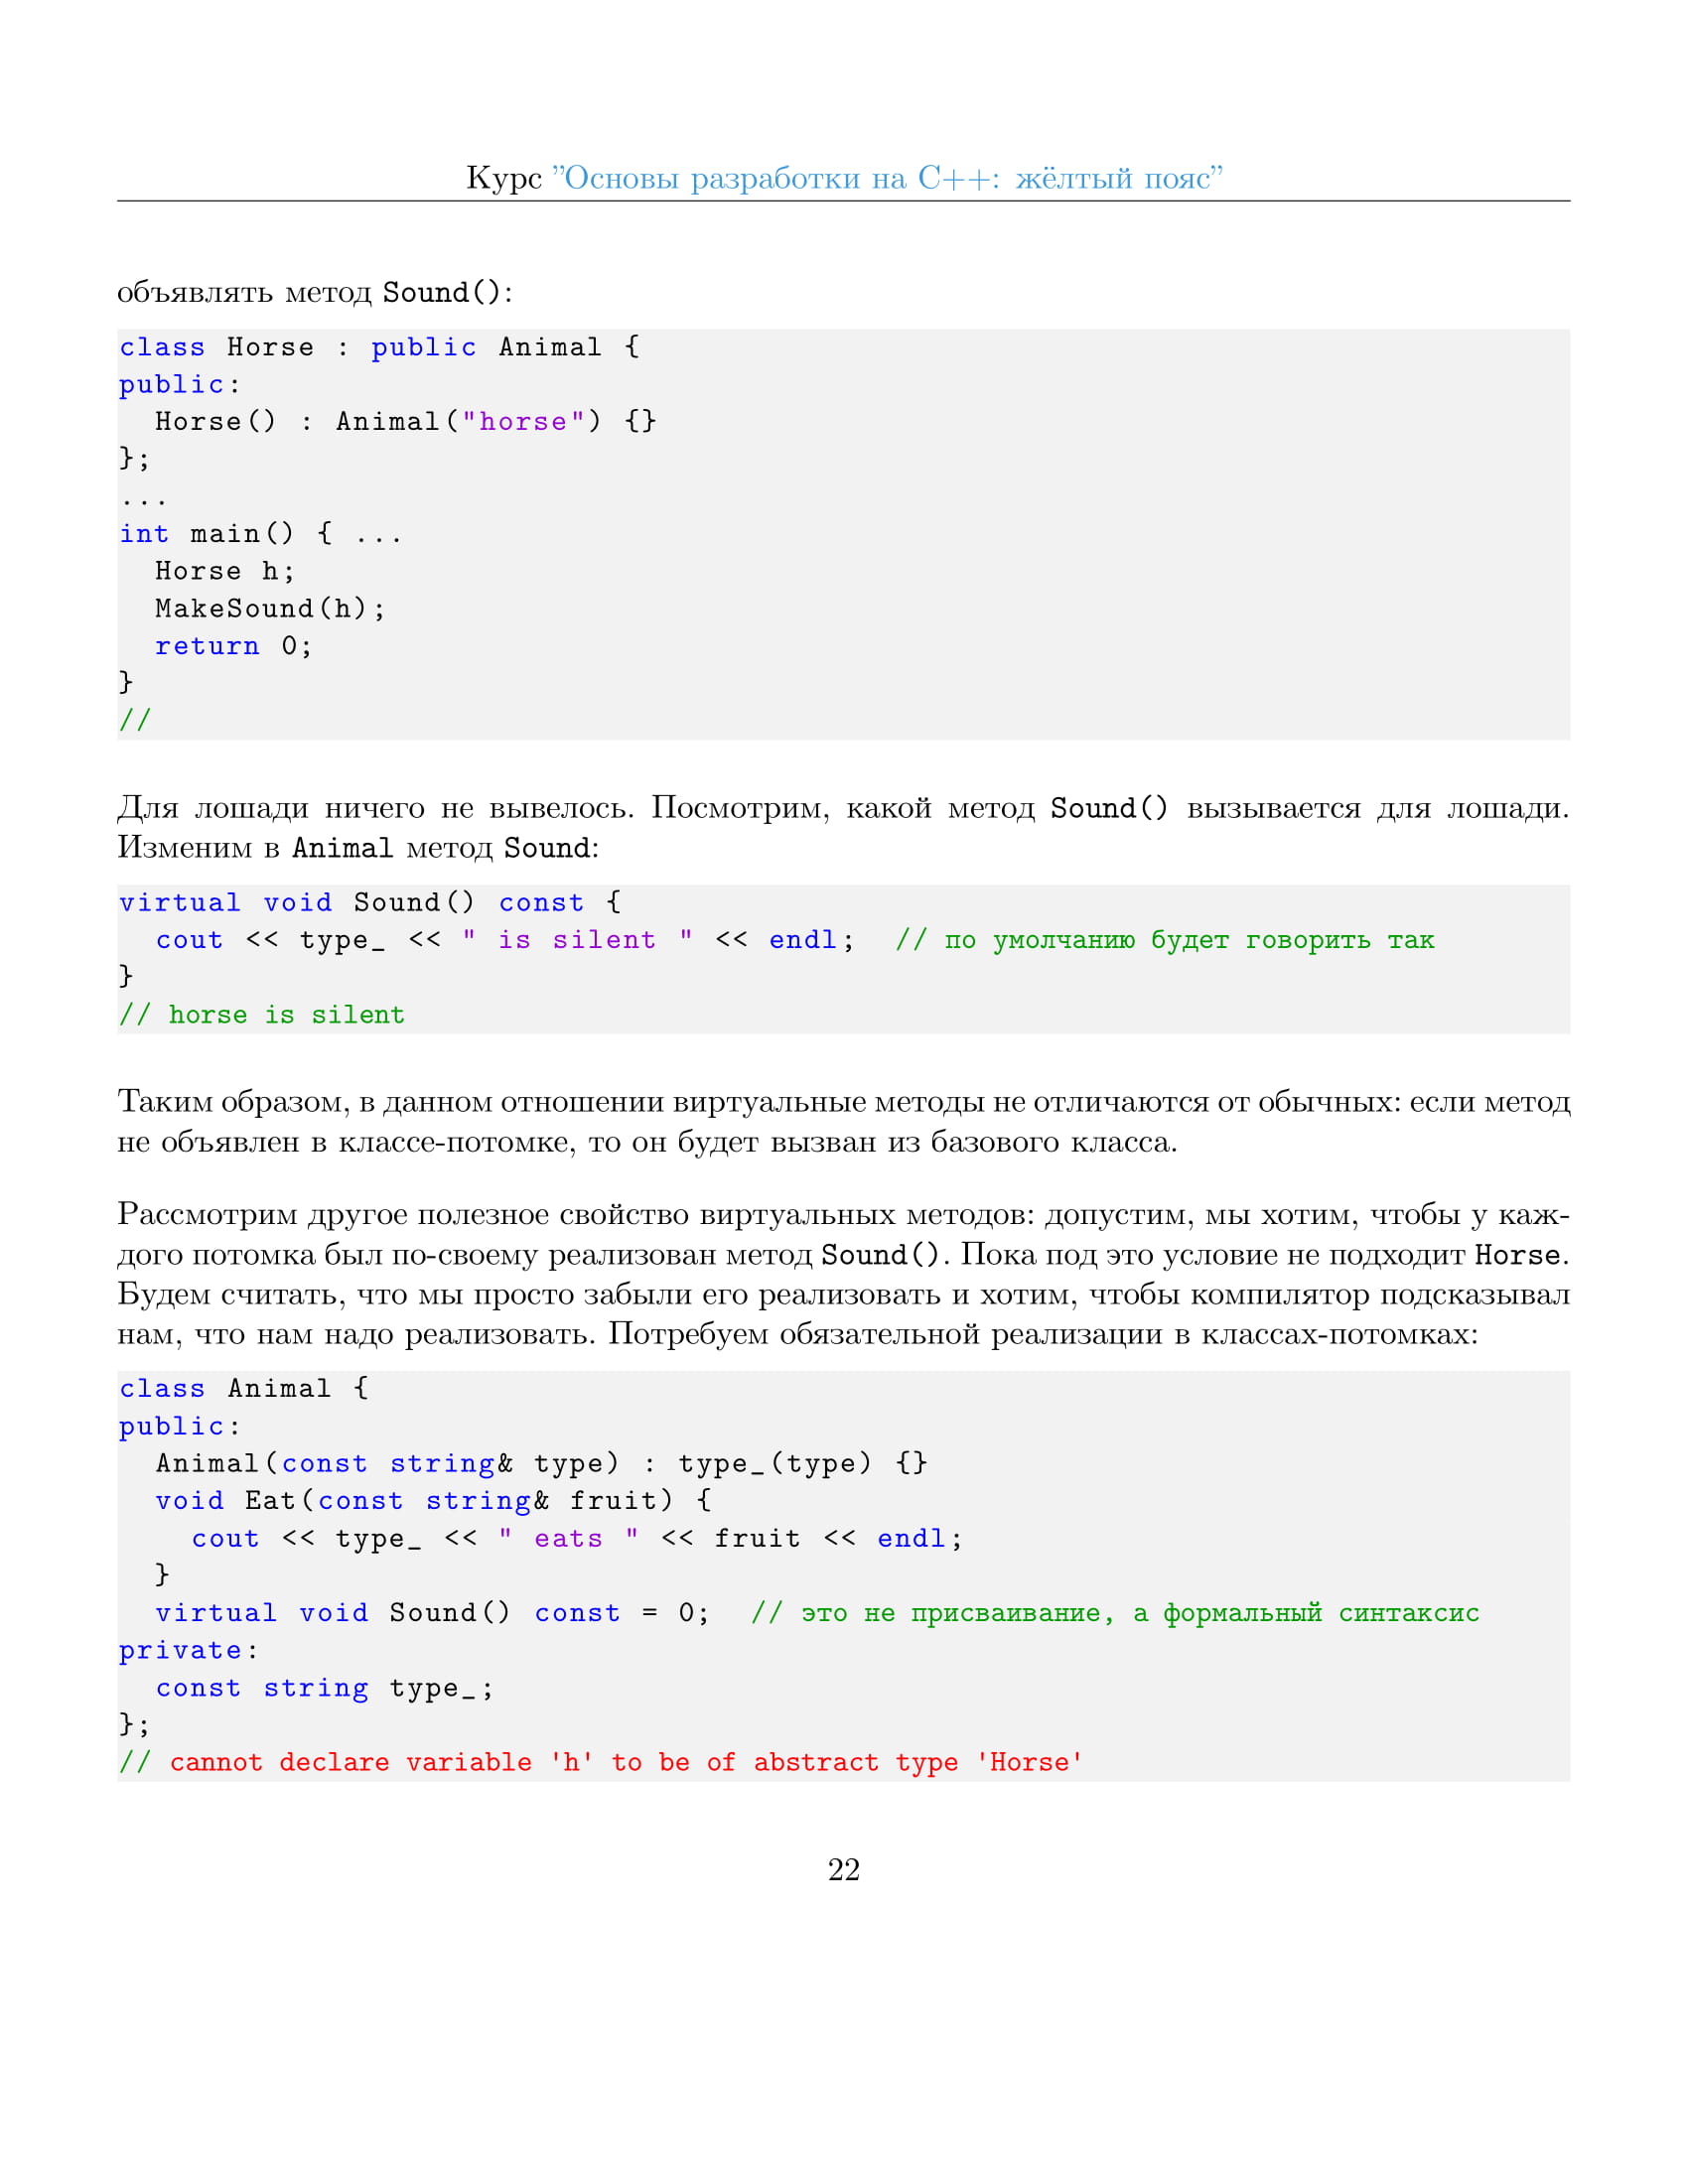 Курс ”Основы разработки на C++: жёлтый пояс”
объявлять метод Sound():
class Horse : public Animal {
public:
  Horse() : Animal("horse") {}
};
...
int main() { ...
  Horse h;
  MakeSound(h);
  return 0;
}
//
Для лошади ничего не вывелось. Посмотрим, какой метод Sound() вызывается для лошади.
Изменим в Animal метод Sound:
virtual void Sound() const {
  cout << type_ << " is silent " << endl;  // по умолчанию будет говорить так
}
// horse is silent
Таким образом, в данном отношении виртуальные методы не отличаются от обычных: если метод
не объявлен в классе-потомке, то он будет вызван из базового класса.
Рассмотрим другое полезное свойство виртуальных методов: допустим, мы хотим, чтобы у каж-
дого потомка был по-своему реализован метод Sound(). Пока под это условие не подходит Horse.
Будем считать, что мы просто забыли его реализовать и хотим, чтобы компилятор подсказывал
нам, что нам надо реализовать. Потребуем обязательной реализации в классах-потомках:
class Animal {
public:
  Animal(const string& type) : type_(type) {}
  void Eat(const string& fruit) {
    cout << type_ << " eats " << fruit << endl;
  }
  virtual void Sound() const = 0;  // это не присваивание, а формальный синтаксис
private:
  const string type_;
};
// cannot declare variable 'h' to be of abstract type 'Horse'
22